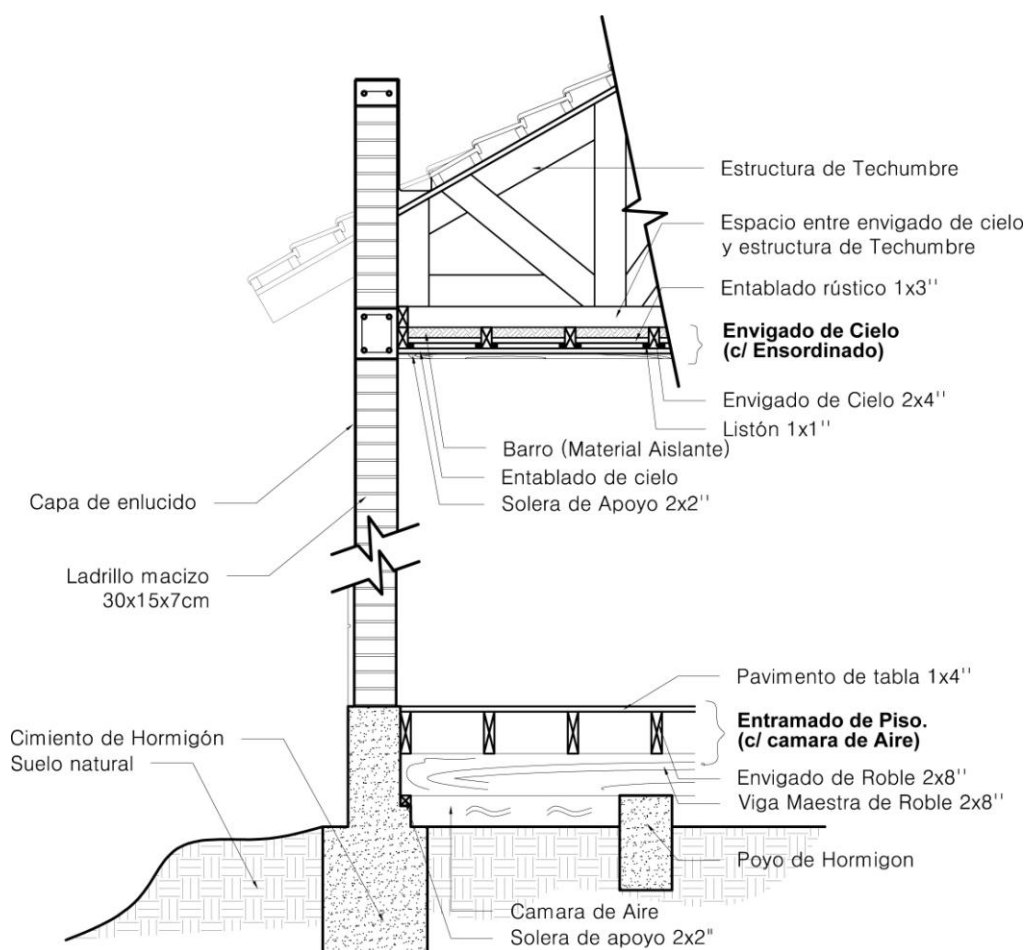 Estructura de Techumbre
Espacio entre envigado de cielo
y estructura de Techumbre
Entablado rústico 1x3''
Envigado de Cielo
(c/ Ensordinado)
Envigado de Cielo 2x4''
Listón 1x1''
Barro (Material Aislante)
Entablado de cielo
Solera de Apoyo 2x2''
Capa de enlucido
Ladrillo macizo
30x15x7cm
Pavimento de tabla 1x4''
Entramado de Piso.
(c/ camara de Aire)
Envigado de Roble 2x8''
Viga Maestra de Roble 2x8''
Poyo de Hormigon
Cimiento de Hormigón
Suelo natural
Camara de Aire
Solera de apoyo 2x2"